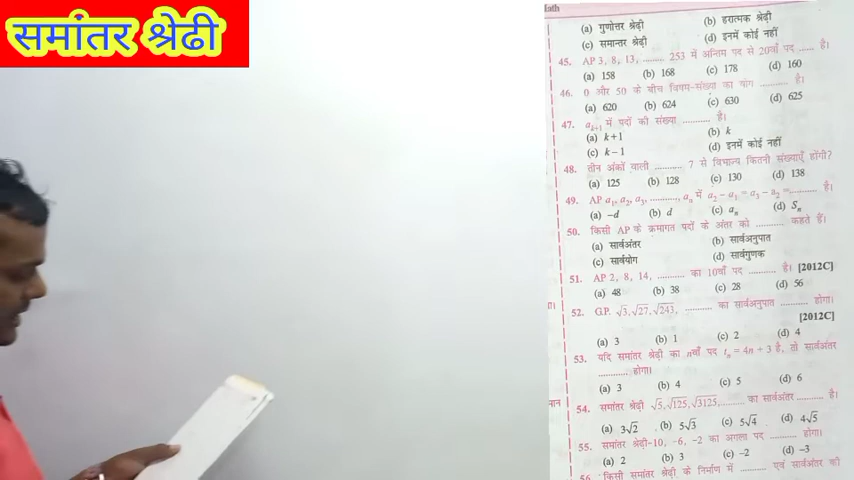 समांतर श्रेढी
lath
(a) गुणोत्तर श्रेढ़ी (b) हरात्मक श्रेढ़ी
(c) समान्तर श्रेढ़ी (d) इनमें कोई नहीं
45. AP 3, 8, 13, ......... 253 में अन्तिम पद से 20वाँ पद ...... है।
(a) 158 (b) 168 (c) 178 (d) 160
46. 0 और 50 के बीच विषम-संख्या का योग ........... है।
(a) 620 (b) 624 (c) 630 (d) 625
47. a_{k+1} में पदों की संख्या ........... है।
(a) k+1 (b) k
(c) k-1 (d) इनमें कोई नहीं
48. तीन अंकों वाली ........... 7 से विभाज्य कितनी संख्याएँ होंगी?
(a) 125 (b) 128 (c) 130 (d) 138
49. AP a₁, a₂, a₃, ..........., aₙ में a₂ - a₁ = a₃ - a₂ =.......... है।
(a) -d (b) d (c) aₙ (d) Sₙ
50. किसी AP के क्रमागत पदों के अंतर को ........... कहते हैं।
(a) सार्वअंतर (b) सार्वअनुपात
(c) सार्वयोग (d) सार्वगुणक
51. AP 2, 8, 14, ........... का 10वाँ पद ........... है। [2012C]
(a) 48 (b) 38 (c) 28 (d) 56
52. G.P. √3, √27, √243, ........... का सार्वअनुपात ........... होगा।
[2012C]
(a) 3 (b) 1 (c) 2 (d) 4
53. यदि समांतर श्रेढ़ी का nवाँ पद tₙ = 4n + 3 है, तो सार्वअंतर
........... होगा।
(a) 3 (b) 4 (c) 5 (d) 6
54. समांतर श्रेढ़ी √5, √125, √3125, ......... का सार्वअंतर ........... है।
(a) 3√2 (b) 5√3 (c) 5√4 (d) 4√5
55. समांतर श्रेढ़ी-10, -6, -2 का अगला पद ........... होगा।
(a) 2 (b) 3 (c) -2 (d) -3
56. किसी समांतर श्रेढ़ी के निर्माण में ........... एवं सार्वअंतर की